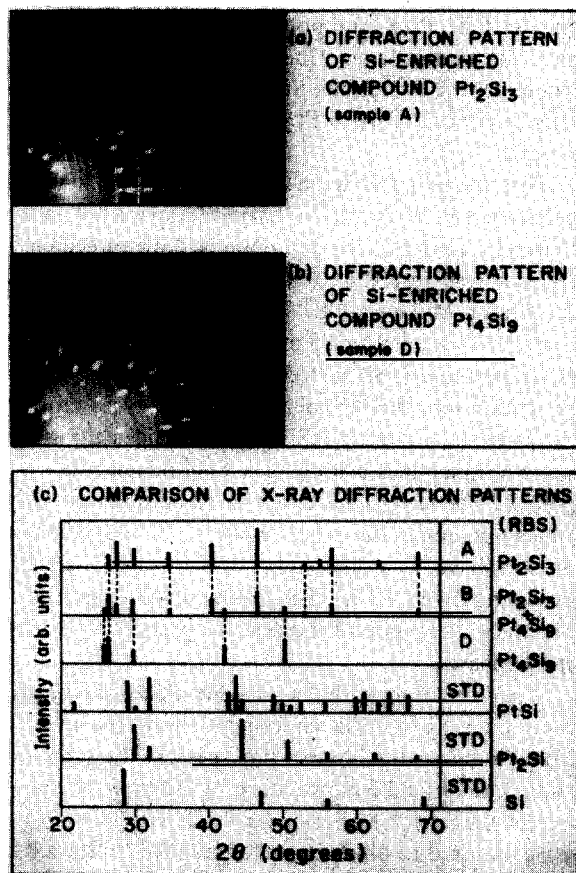 (a) DIFFRACTION PATTERN
OF Si-ENRICHED
COMPOUND Pt₂Si₃
(sample A)
(b) DIFFRACTION PATTERN
OF Si-ENRICHED
COMPOUND Pt₄Si₉
(sample D)
(c) COMPARISON OF X-RAY DIFFRACTION PATTERNS
(RBS)
A
Pt₂Si₃
B
Pt₂Si₃
Pt₄Si₉
D
Pt₄Si₉
STD
PtSi
STD
Pt₂Si
STD
Si
Intensity (arb. units)
20 30 40 50 60 70
2θ (degrees)